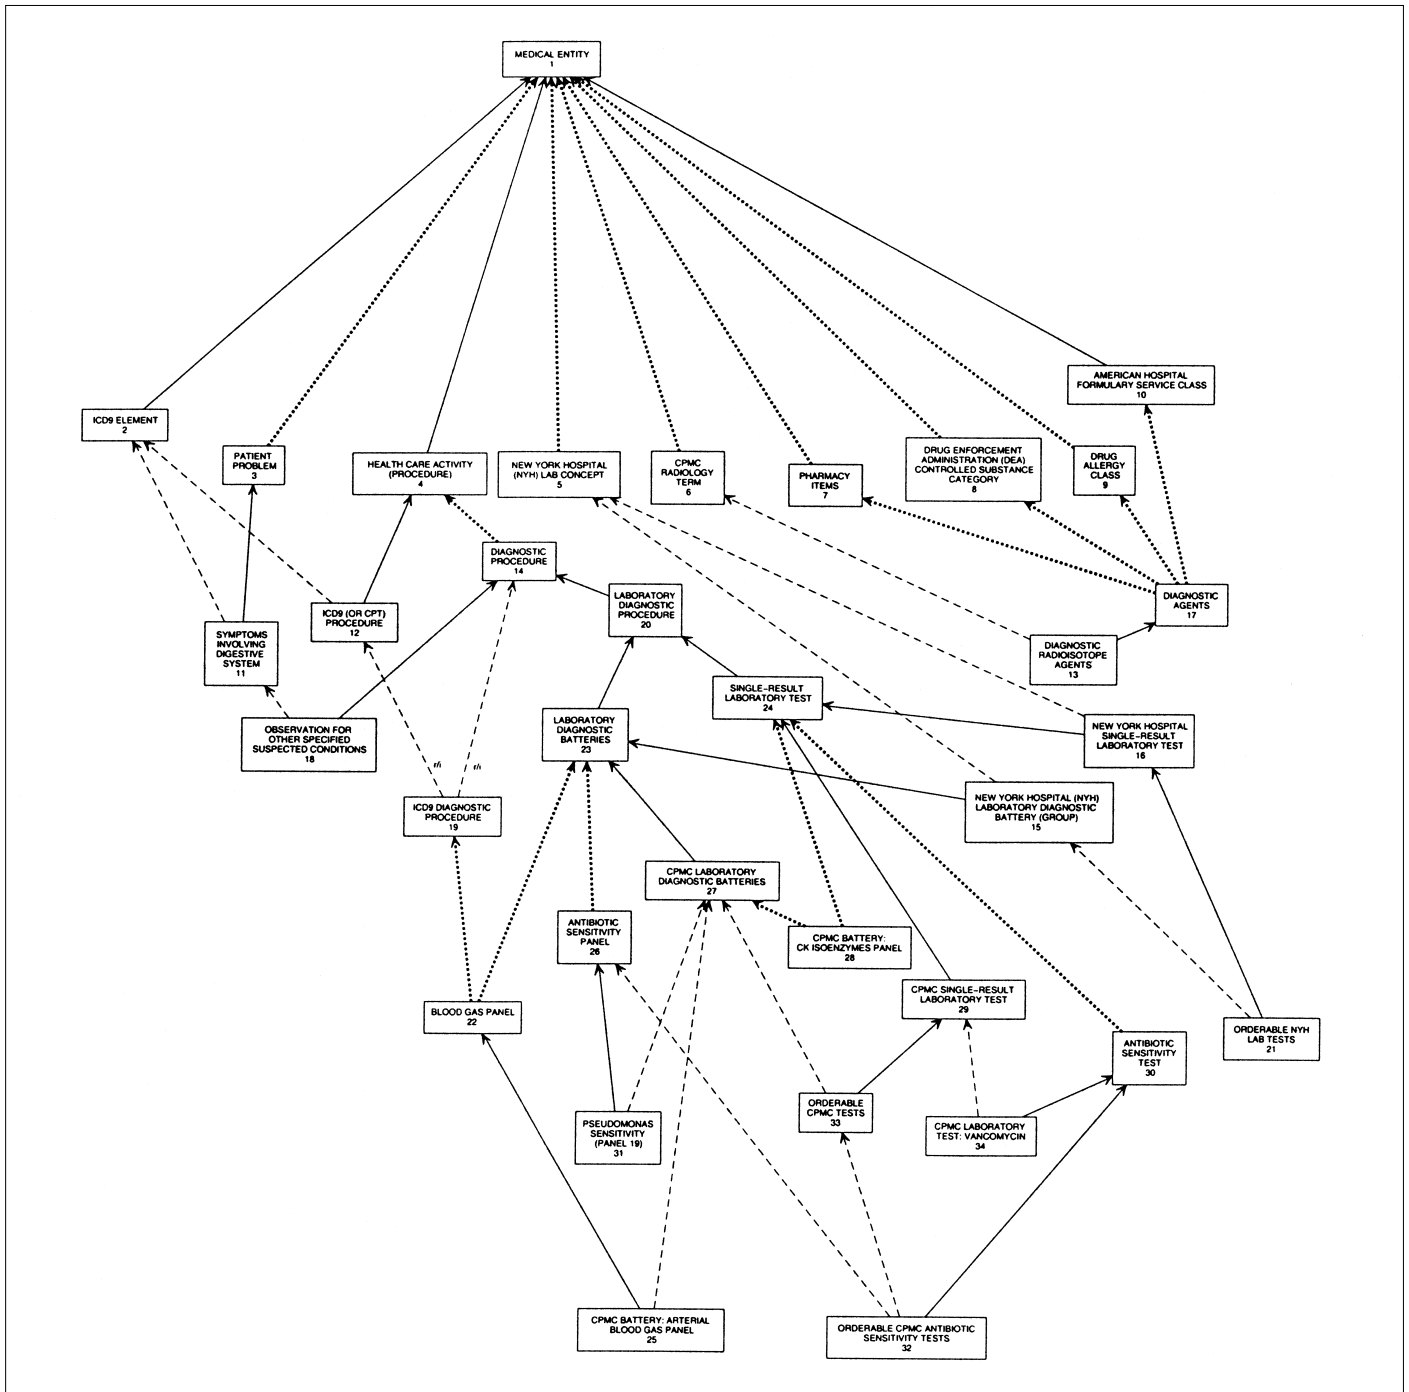 MEDICAL ENTITY
1
AMERICAN HOSPITAL
FORMULARY SERVICE CLASS
10
ICD9 ELEMENT
2
PATIENT
PROBLEM
3
HEALTH CARE ACTIVITY
(PROCEDURE)
4
NEW YORK HOSPITAL
(NYH) LAB CONCEPT
5
CPMC
RADIOLOGY
TERM
6
PHARMACY
ITEMS
7
DRUG ENFORCEMENT
ADMINISTRATION (DEA)
CONTROLLED SUBSTANCE
CATEGORY
8
DRUG
ALLERGY
CLASS
9
DIAGNOSTIC
PROCEDURE
14
LABORATORY
DIAGNOSTIC
PROCEDURE
20
DIAGNOSTIC
AGENTS
17
ICD9 (OR CPT)
PROCEDURE
12
SYMPTOMS
INVOLVING
DIGESTIVE
SYSTEM
11
DIAGNOSTIC
RADIOISOTOPE
AGENTS
13
SINGLE-RESULT
LABORATORY TEST
24
LABORATORY
DIAGNOSTIC
BATTERIES
23
NEW YORK HOSPITAL
SINGLE-RESULT
LABORATORY TEST
16
OBSERVATION FOR
OTHER SPECIFIED
SUSPECTED CONDITIONS
18
ICD9 DIAGNOSTIC
PROCEDURE
19
NEW YORK HOSPITAL (NYH)
LABORATORY DIAGNOSTIC
BATTERY (GROUP)
15
CPMC LABORATORY
DIAGNOSTIC BATTERIES
27
ANTIBIOTIC
SENSITIVITY
PANEL
26
CPMC BATTERY:
CK ISOENZYMES PANEL
28
CPMC SINGLE-RESULT
LABORATORY TEST
29
BLOOD GAS PANEL
22
ORDERABLE NYH
LAB TESTS
21
ANTIBIOTIC
SENSITIVITY
TEST
30
ORDERABLE
CPMC TESTS
33
PSEUDOMONAS
SENSITIVITY
(PANEL 19)
31
CPMC LABORATORY
TEST: VANCOMYCIN
34
CPMC BATTERY: ARTERIAL
BLOOD GAS PANEL
25
ORDERABLE CPMC ANTIBIOTIC
SENSITIVITY TESTS
32